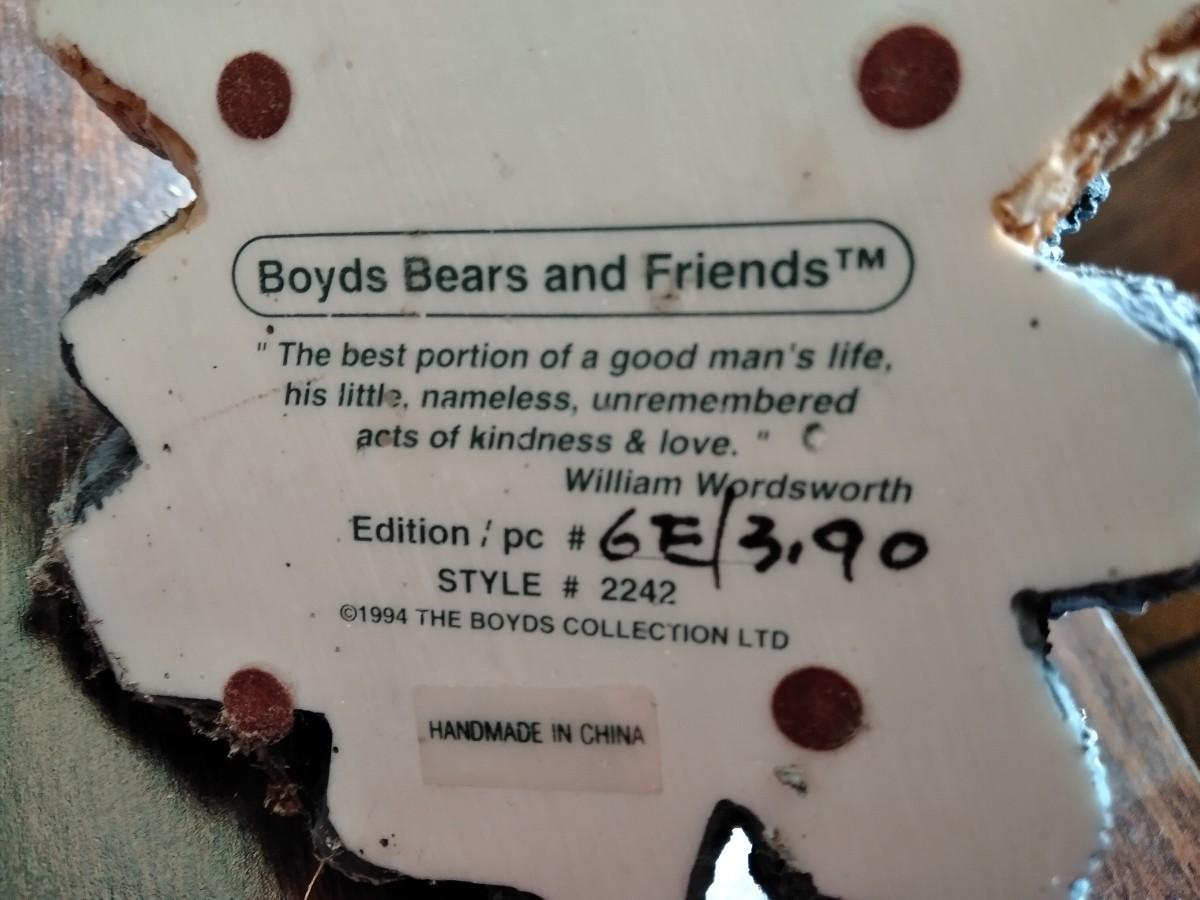 Boyds Bears and Friends™
" The best portion of a good man's life,
his little, nameless, unremembered
acts of kindness & love. "
William Wordsworth
Edition / pc # 6E/3.90
STYLE # 2242
©1994 THE BOYDS COLLECTION LTD
HANDMADE IN CHINA